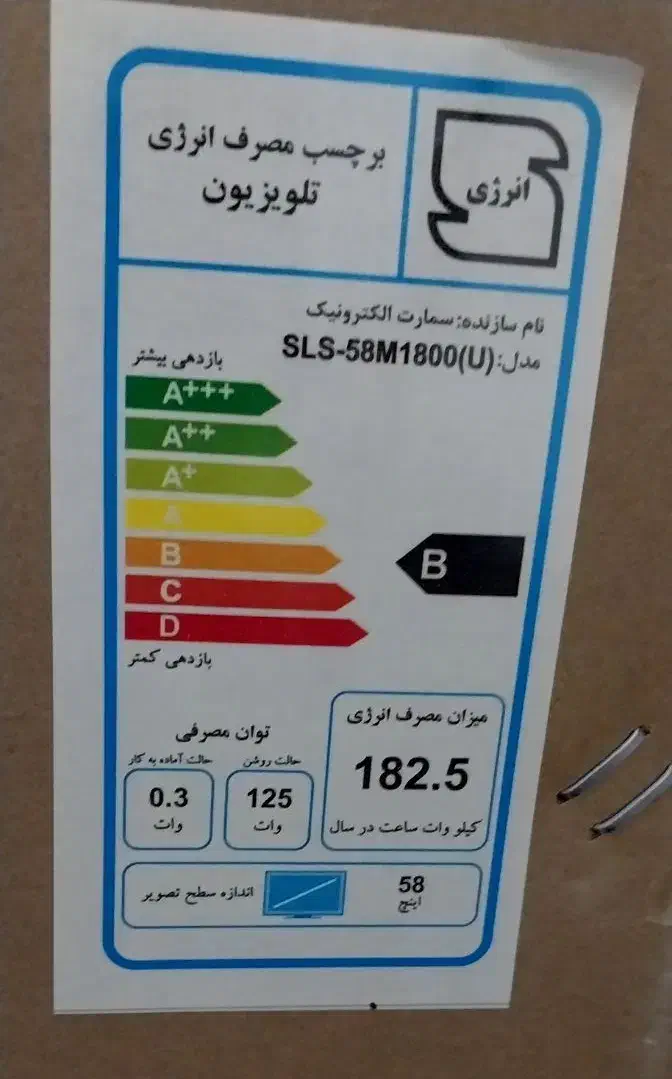 برچسب مصرف انرژی
تلویزیون
انرژی
نام سازنده: سمارت الکترونیک
مدل: SLS-58M1800(U)
بازدهی بیشتر
A+++
A++
A+
A
B
C
D
B
بازدهی کمتر
میزان مصرف انرژی
182.5
کیلو وات ساعت در سال
توان مصرفی
حالت روشن
125
وات
حالت آماده به کار
0.3
وات
58
اینچ
اندازه سطح تصویر